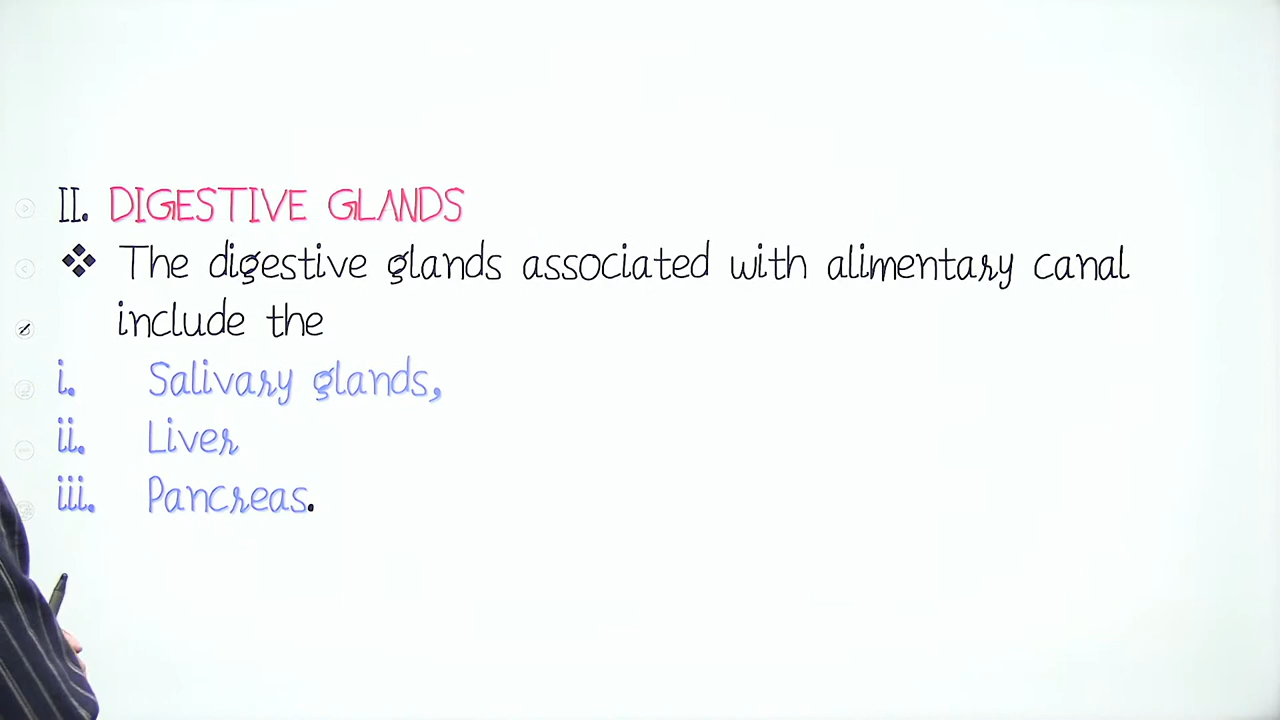 II. DIGESTIVE GLANDS
❖ The digestive glands associated with alimentary canal
include the
i. Salivary glands,
ii. Liver
iii. Pancreas.